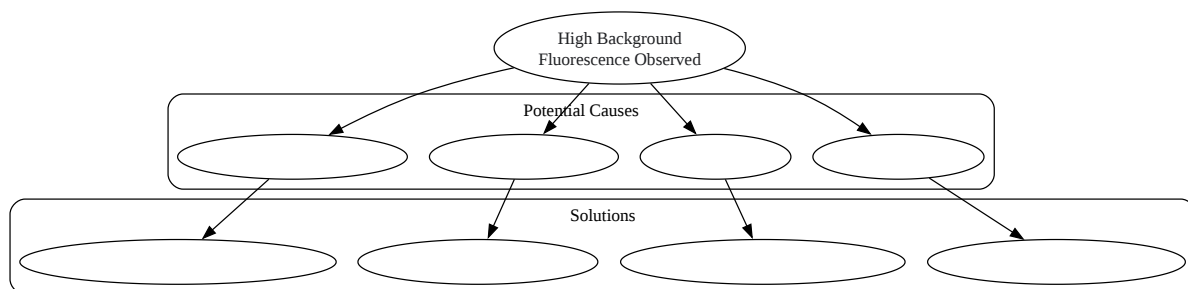 High Background
Fluorescence Observed
Potential Causes
Solutions